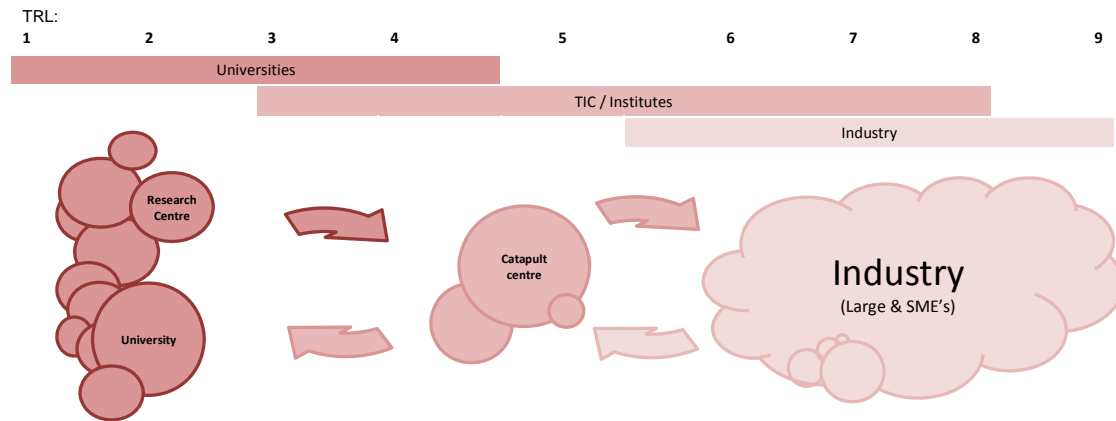 TRL:
1 2 3 4 5 6 7 8 9
Universities
TIC / Institutes
Industry
Research
Centre
Catapult
centre
Industry
(Large & SME's)
University